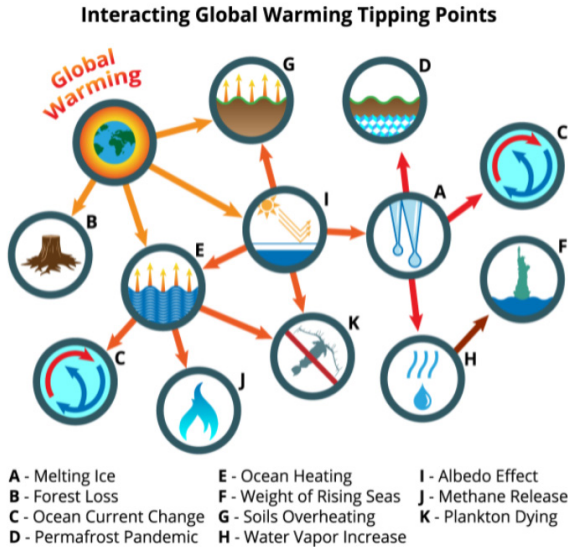 Interacting Global Warming Tipping Points
Global
Warming
G
D
C
I
A
B
E
F
K
C
H
J
A - Melting Ice
B - Forest Loss
C - Ocean Current Change
D - Permafrost Pandemic
E - Ocean Heating
F - Weight of Rising Seas
G - Soils Overheating
H - Water Vapor Increase
I - Albedo Effect
J - Methane Release
K - Plankton Dying